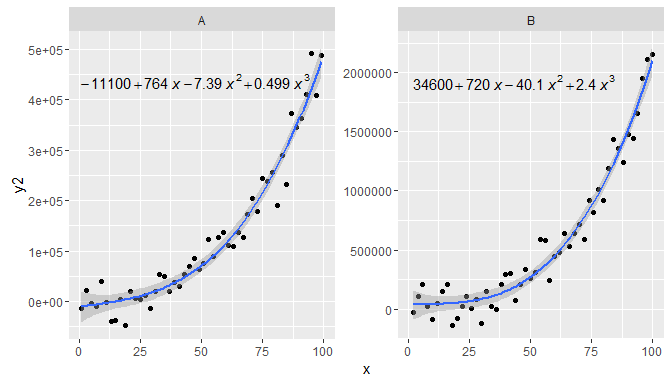 A
B
y2
5e+05
4e+05
3e+05
2e+05
1e+05
0e+00
−11100+764 x−7.39 x²+0.499 x³
0 25 50 75 100
2000000
1500000
1000000
500000
0
34600+720 x−40.1 x²+2.4 x³
0 25 50 75 100
x